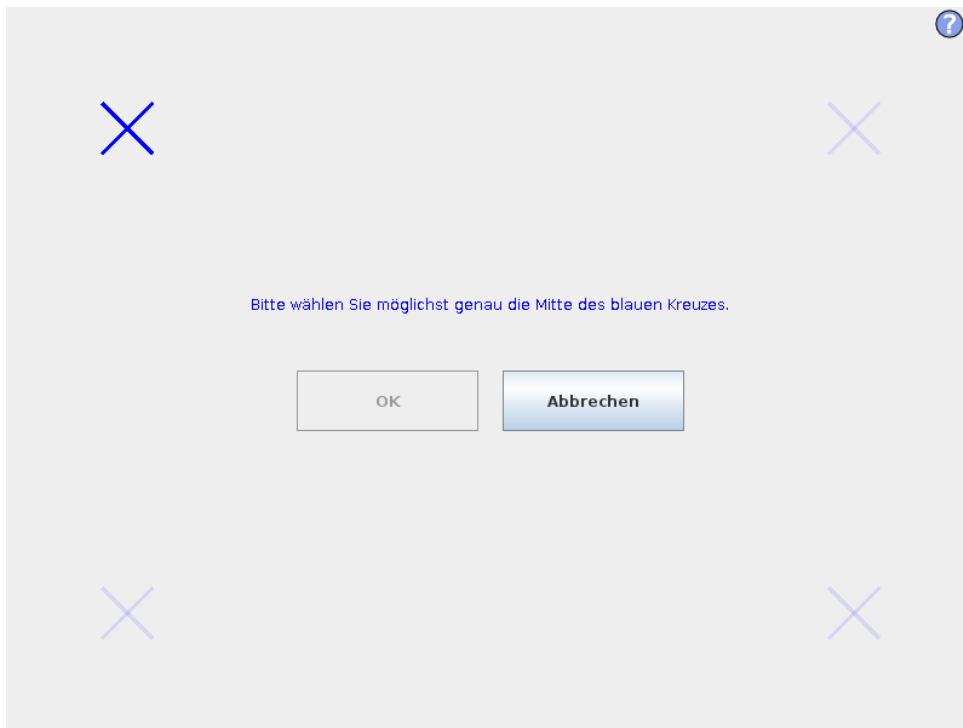 ?
Bitte wählen Sie möglichst genau die Mitte des blauen Kreuzes.
OK
Abbrechen